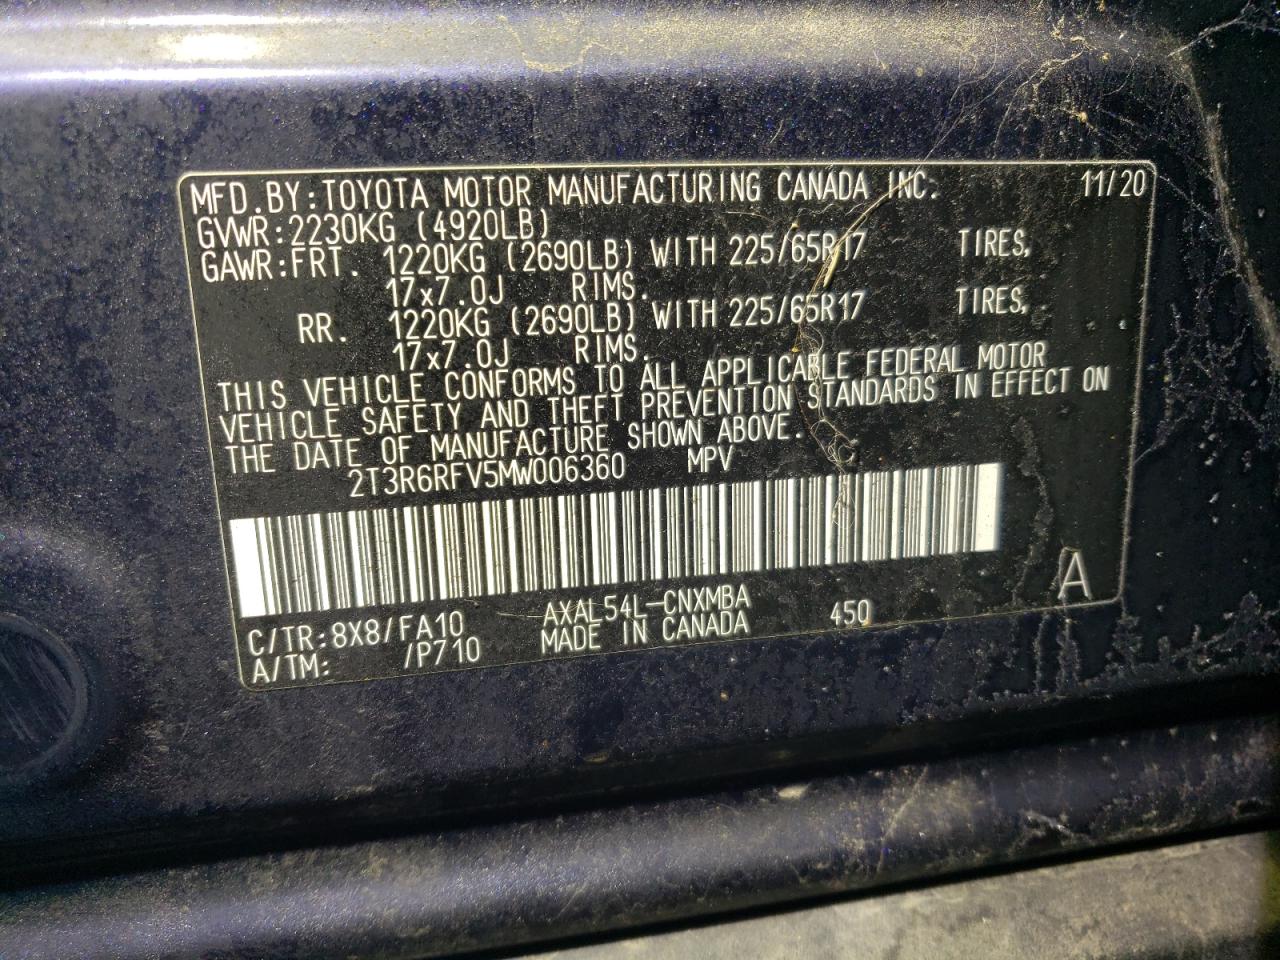 MFD.BY:TOYOTA MOTOR MANUFACTURING CANADA INC. 11/20
GVWR:2230KG (4920LB)
GAWR:FRT. 1220KG (2690LB) WITH 225/65R17 TIRES,
17x7.0J RIMS.
RR. 1220KG (2690LB) WITH 225/65R17 TIRES,
17x7.0J RIMS.
THIS VEHICLE CONFORMS TO ALL APPLICABLE FEDERAL MOTOR
VEHICLE SAFETY AND THEFT PREVENTION STANDARDS IN EFFECT ON
THE DATE OF MANUFACTURE SHOWN ABOVE.
2T3R6RFV5MW006360 MPV
C/TR:8X8/FA10 AXAL54L-CNXMBA 450 A
A/TM: /P710 MADE IN CANADA